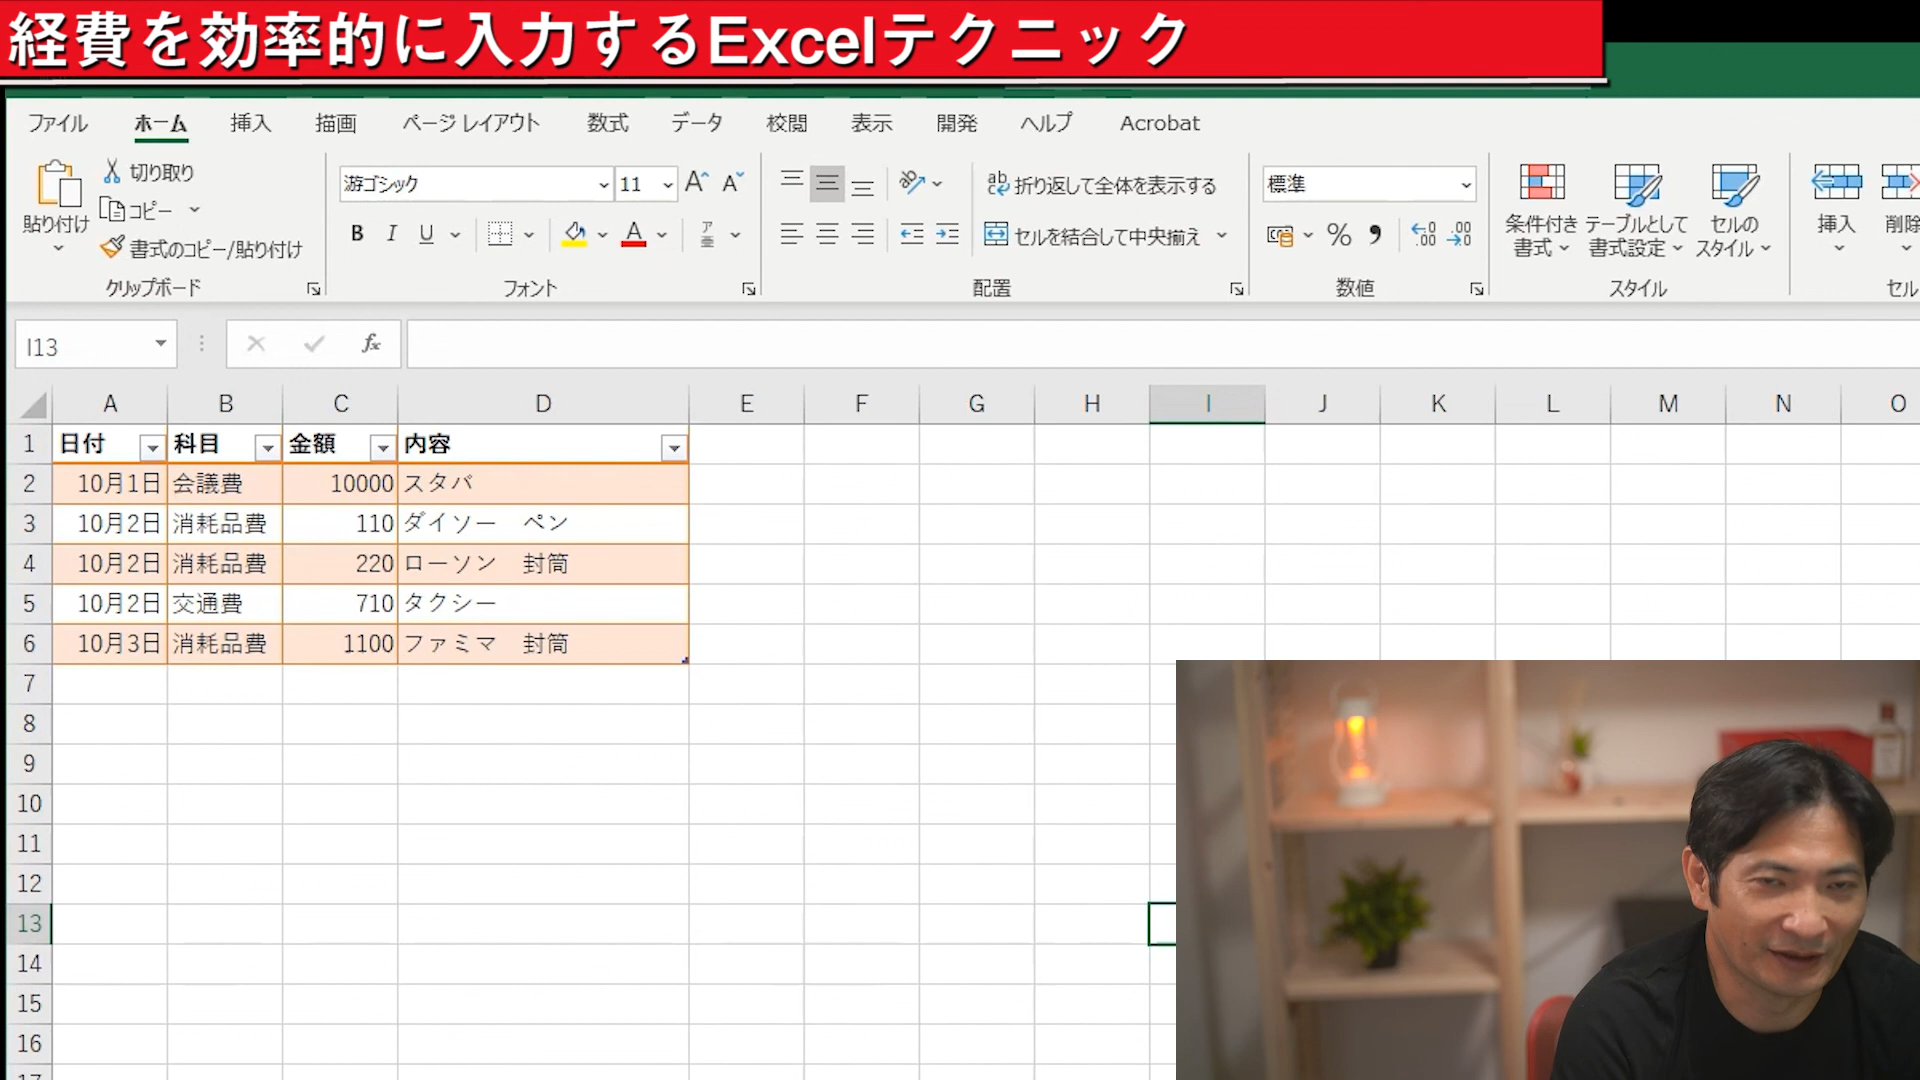 経費を効率的に入力するExcelテクニック
ファイル ホーム 挿入 描画 ページ レイアウト 数式 データ 校閲 表示 開発 ヘルプ Acrobat
貼り付け
切り取り
コピー
書式のコピー/貼り付け
クリップボード
游ゴシック 11
B I U A
フォント
折り返して全体を表示する
セルを結合して中央揃え
配置
標準
% 9
数値
条件付き書式
テーブルとして書式設定
セルのスタイル
スタイル
挿入
削除
セル
I13 fx
A B C D E F G H I J K L M N O
1 日付 科目 金額 内容
2 10月1日 会議費 10000 スタバ
3 10月2日 消耗品費 110 ダイソー ペン
4 10月2日 消耗品費 220 ローソン 封筒
5 10月2日 交通費 710 タクシー
6 10月3日 消耗品費 1100 ファミマ 封筒
7
8
9
10
11
12
13
14
15
16
17